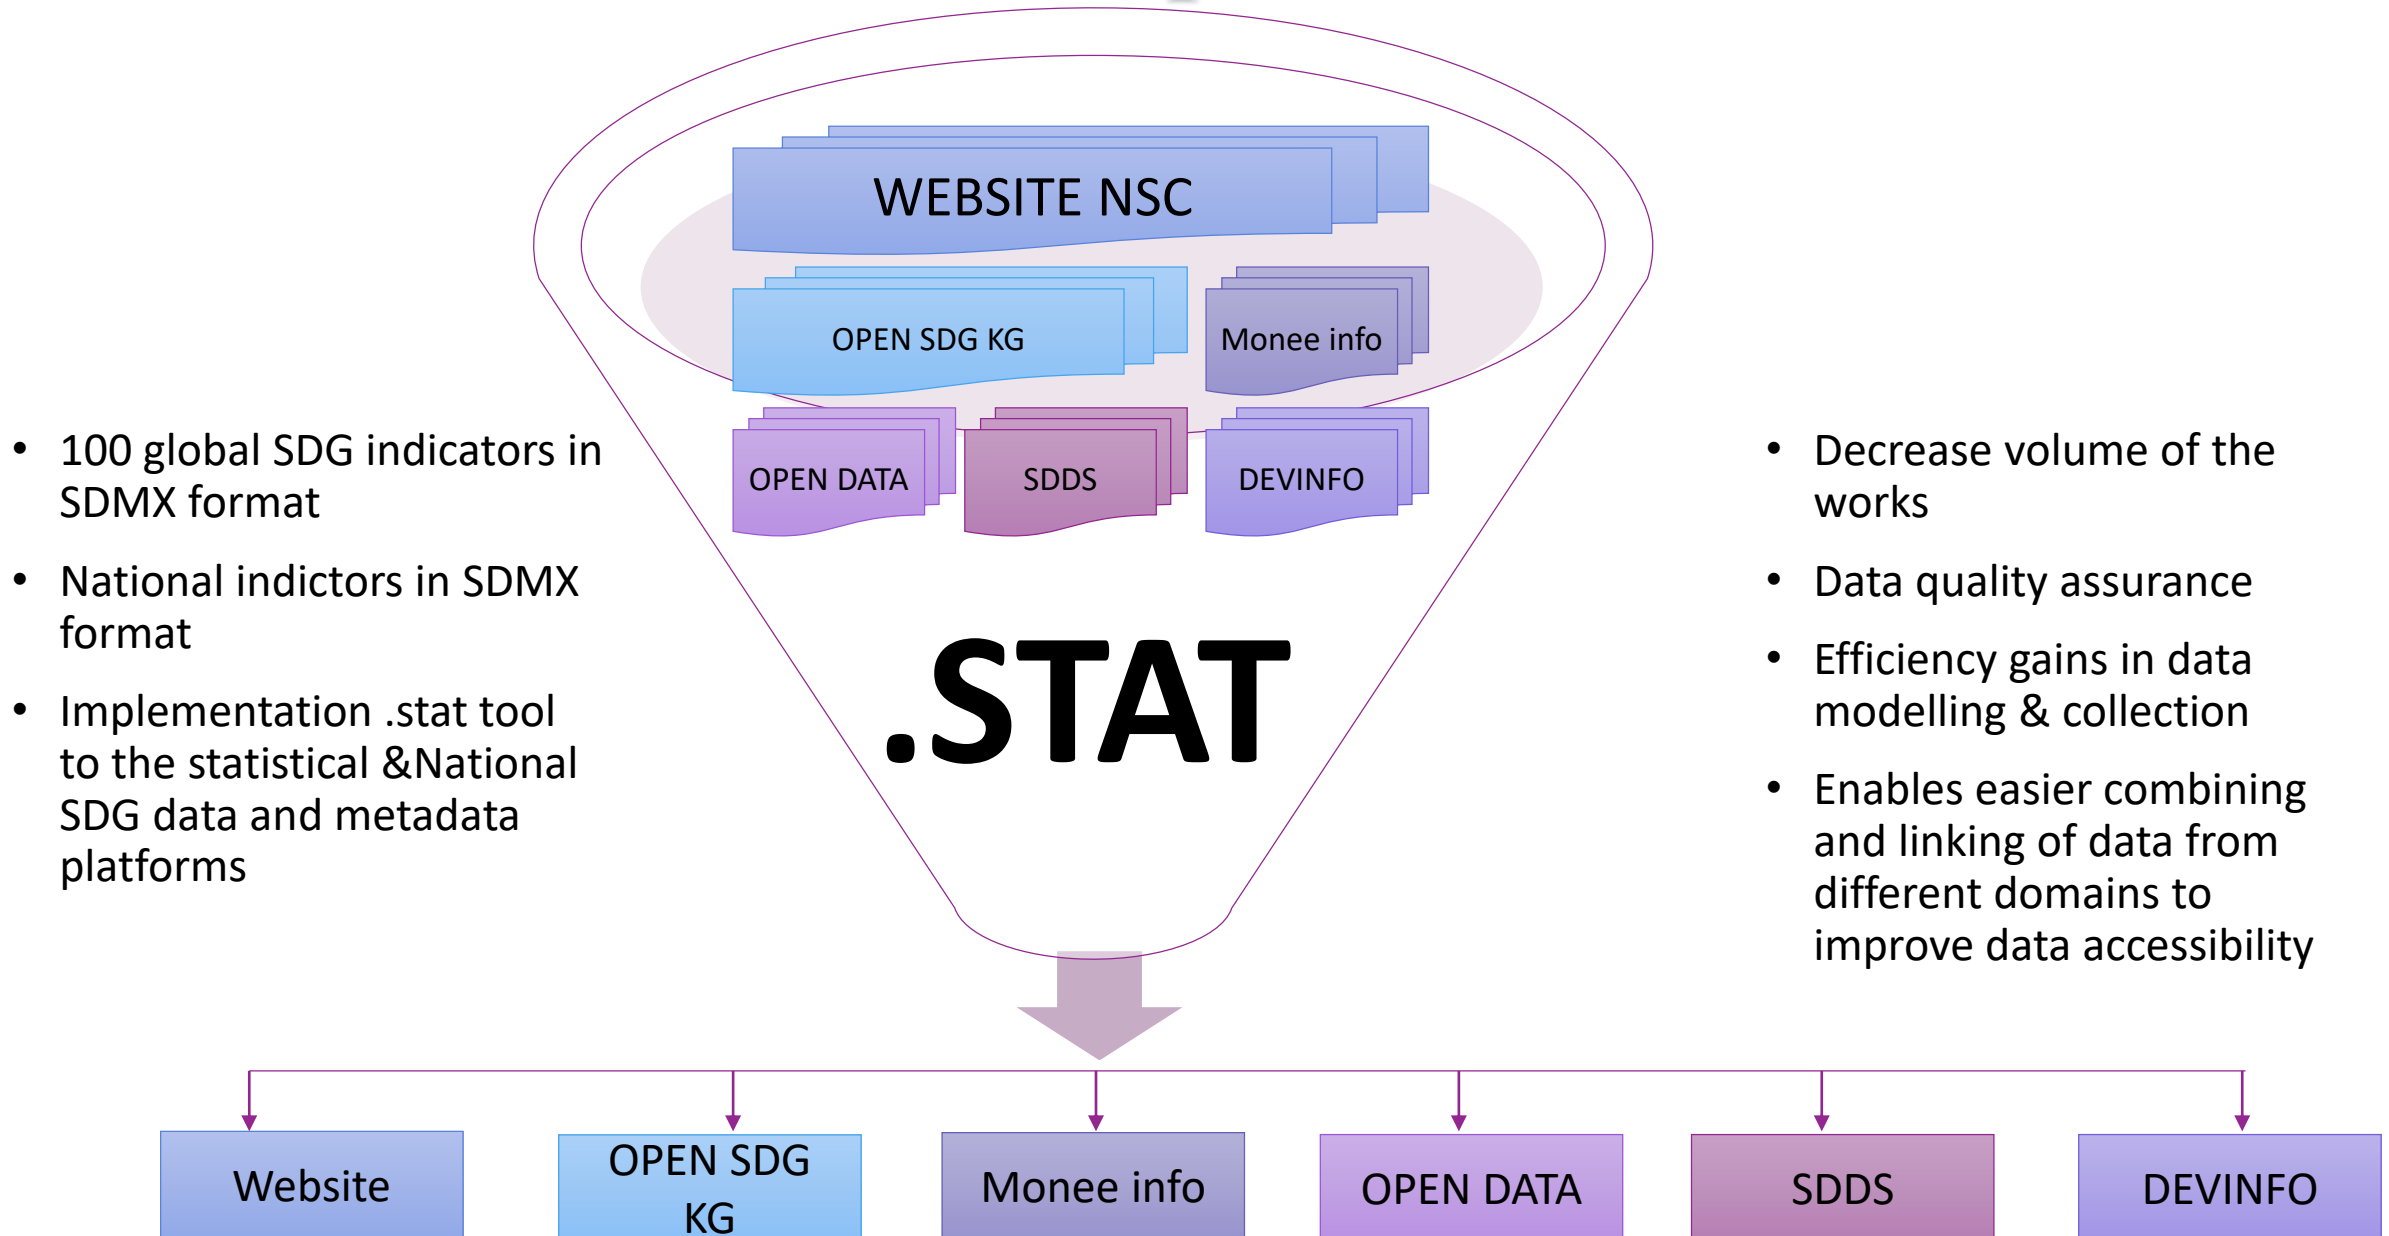 WEBSITE NSC
OPEN SDG KG
Monee info
OPEN DATA
SDDS
DEVINFO
.STAT
• 100 global SDG indicators in
SDMX format
• National indictors in SDMX
format
• Implementation .stat tool
to the statistical &National
SDG data and metadata
platforms
• Decrease volume of the
works
• Data quality assurance
• Efficiency gains in data
modelling & collection
• Enables easier combining
and linking of data from
different domains to
improve data accessibility
Website
OPEN SDG
KG
Monee info
OPEN DATA
SDDS
DEVINFO